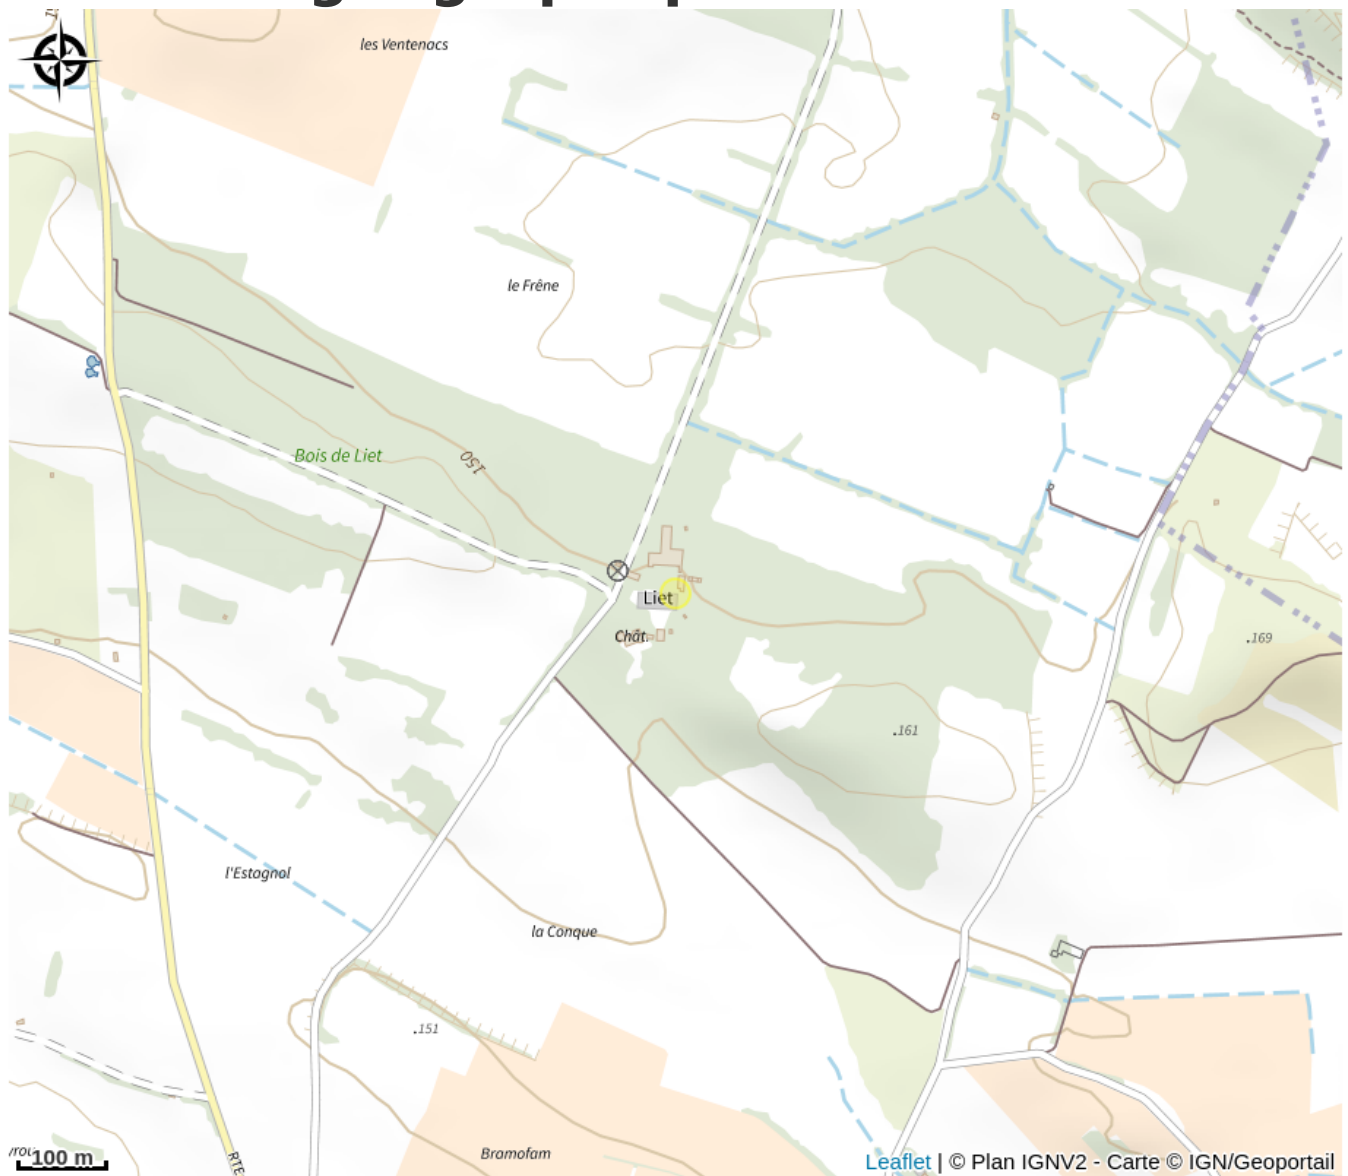 les Ventenacs
le Frêne
Bois de Liet
150
Liet
Chât.
.169
.161
l'Estagnol
la Conque
.151
Bramofam
RTE
100 m
Leaflet | © Plan IGNV2 - Carte © IGN/Geoportail